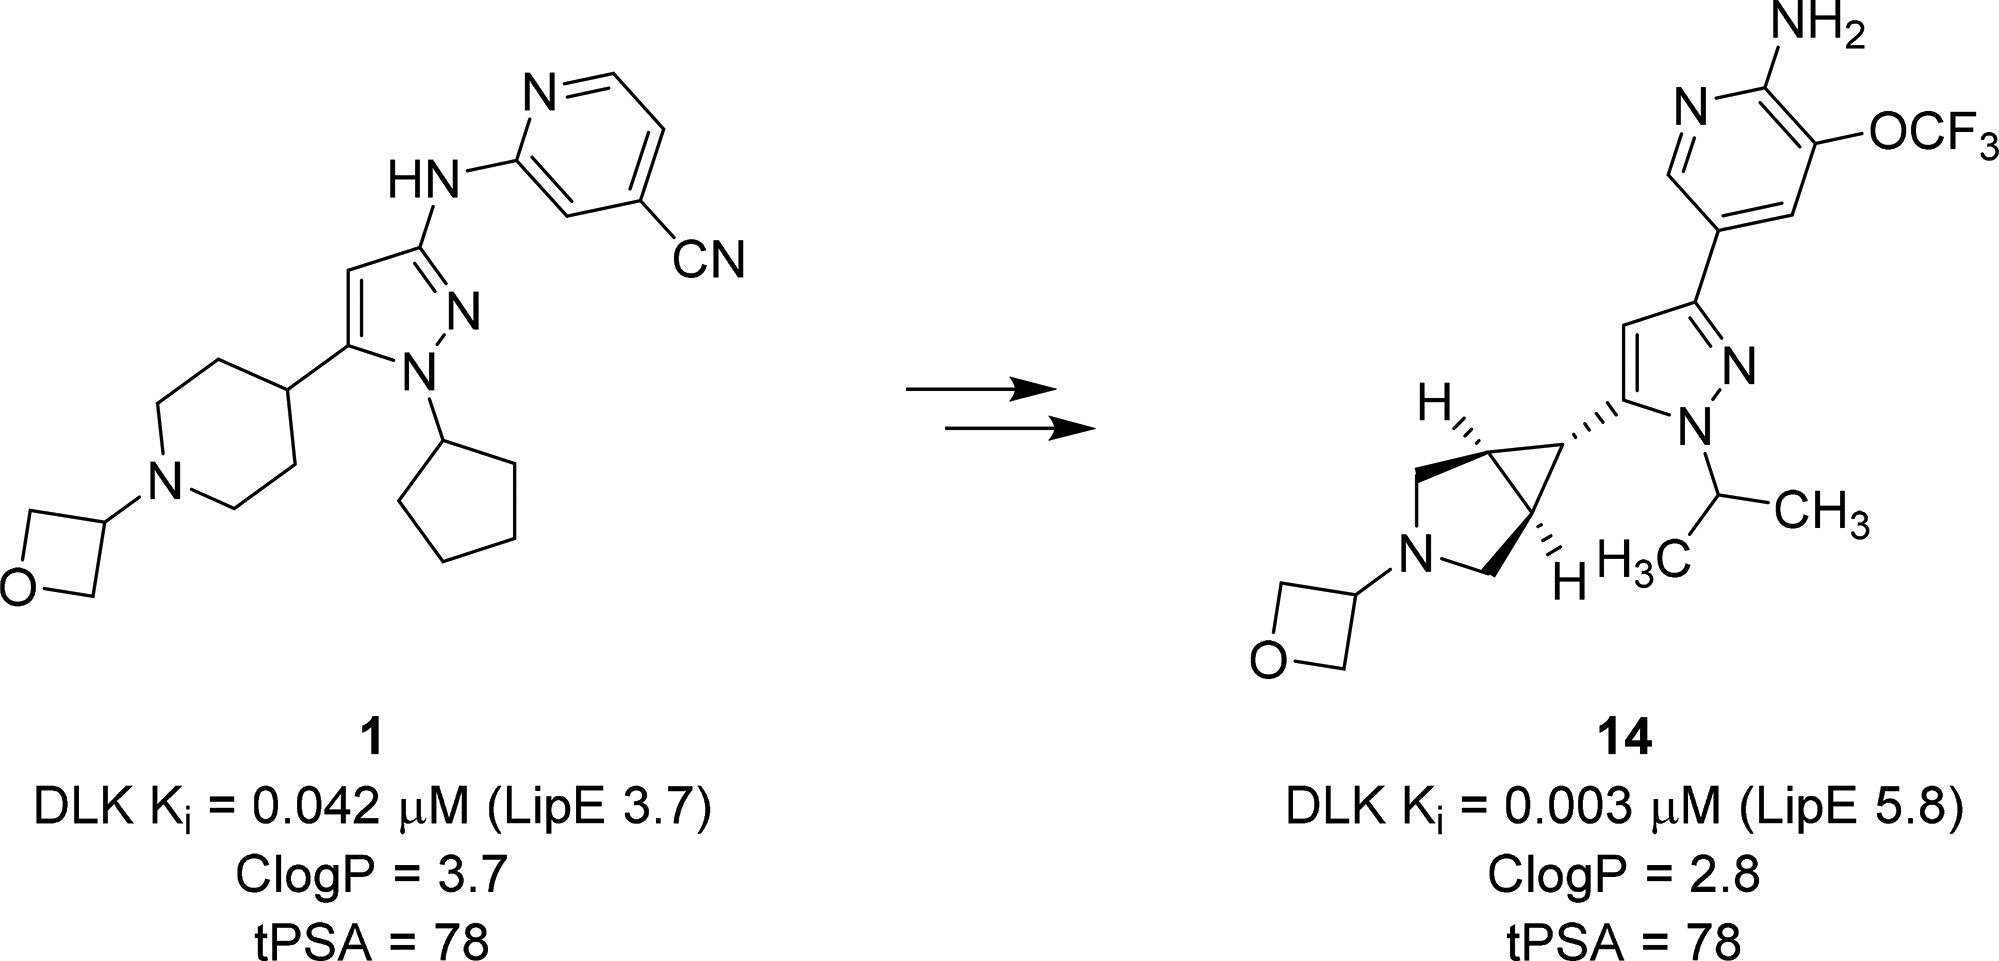 N
HN
CN
N
N
N
O
1
DLK Ki = 0.042 μM (LipE 3.7)
ClogP = 3.7
tPSA = 78
NH2
N
OCF3
N
H
N
CH3
H3C
N
H
O
14
DLK Ki = 0.003 μM (LipE 5.8)
ClogP = 2.8
tPSA = 78